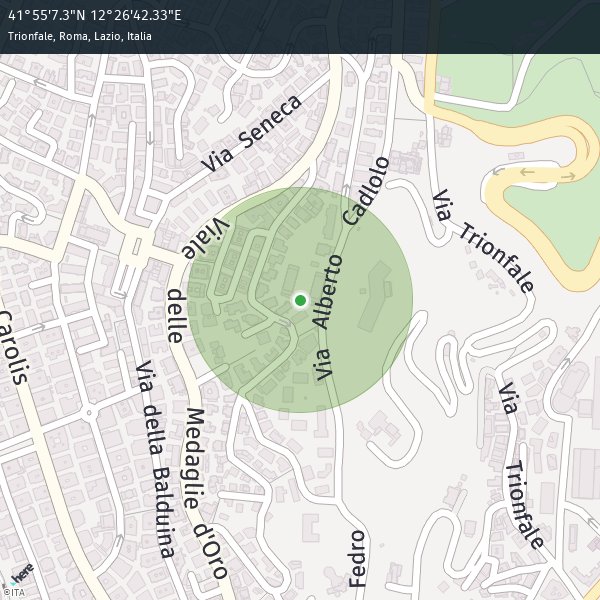 41°55'7.3"N 12°26'42.33"E
Trionfale, Roma, Lazio, Italia
Via Seneca
Viale
delle
Medaglie d'Oro
Via Alberto Cadlolo
Via Trionfale
Carolis
Via della Balduina
Via Trionfale
Fedro
here
©ITA